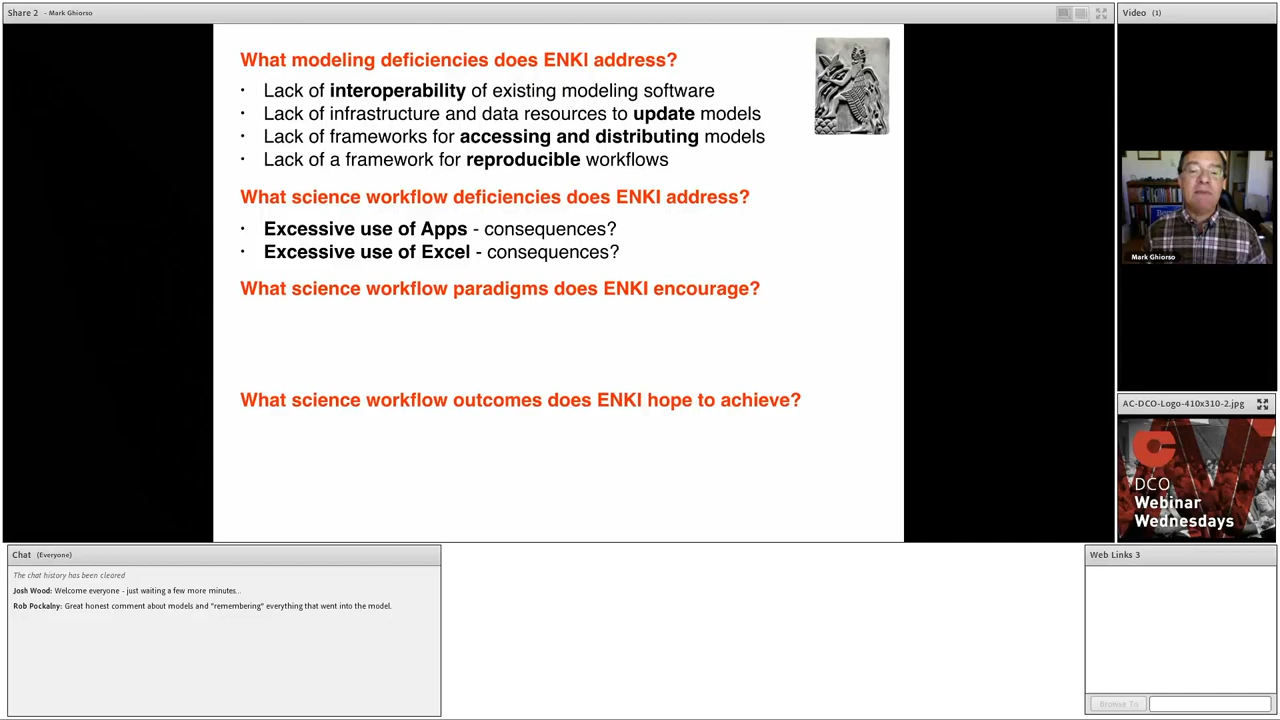 Share 2 - Mark Ghiorso
What modeling deficiencies does ENKI address?
· Lack of interoperability of existing modeling software
· Lack of infrastructure and data resources to update models
· Lack of frameworks for accessing and distributing models
· Lack of a framework for reproducible workflows
What science workflow deficiencies does ENKI address?
· Excessive use of Apps - consequences?
· Excessive use of Excel - consequences?
What science workflow paradigms does ENKI encourage?
What science workflow outcomes does ENKI hope to achieve?
Video (1)
Mark Ghiorso
AC-DCO-Logo-410x310-2.jpg
DCO
Webinar
Wednesdays
Chat (Everyone)
The chat history has been cleared
Josh Wood: Welcome everyone - just waiting a few more minutes...
Rob Pockalny: Great honest comment about models and "remembering" everything that went into the model.
Web Links 3
Browse To